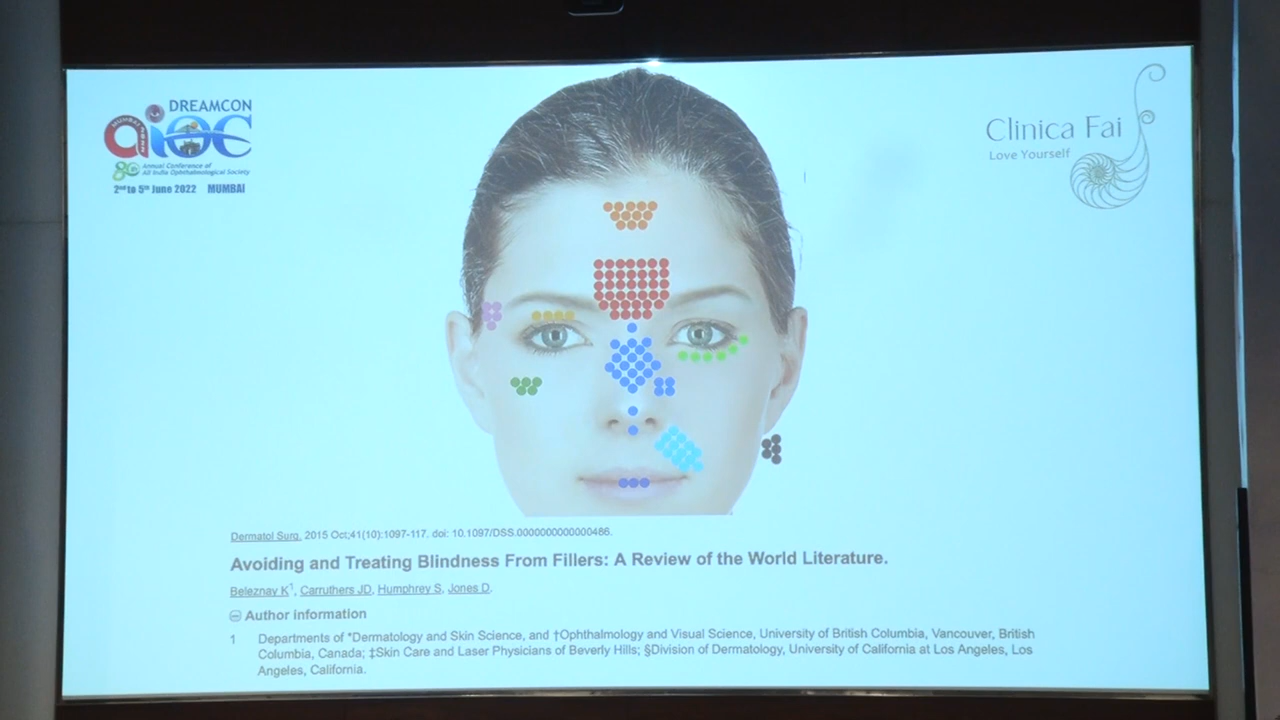 DREAMCON
aioc
MUMBAI 2022
80
Annual Conference of
All India Ophthalmological Society
2nd to 5th June 2022 MUMBAI
Clinica Fai
Love Yourself
Dermatol Surg. 2015 Oct;41(10):1097-117. doi: 10.1097/DSS.0000000000000486.
Avoiding and Treating Blindness From Fillers: A Review of the World Literature.
Beleznay K1, Carruthers JD, Humphrey S, Jones D.
Author information
1 Departments of *Dermatology and Skin Science, and †Ophthalmology and Visual Science, University of British Columbia, Vancouver, British
Columbia, Canada; ‡Skin Care and Laser Physicians of Beverly Hills; §Division of Dermatology, University of California at Los Angeles, Los
Angeles, California.